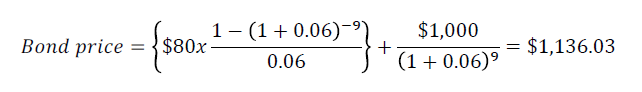 Bond price = {$80x (1 − (1 + 0.06)⁻⁹) / 0.06} + $1,000 / (1 + 0.06)⁹ = $1,136.03